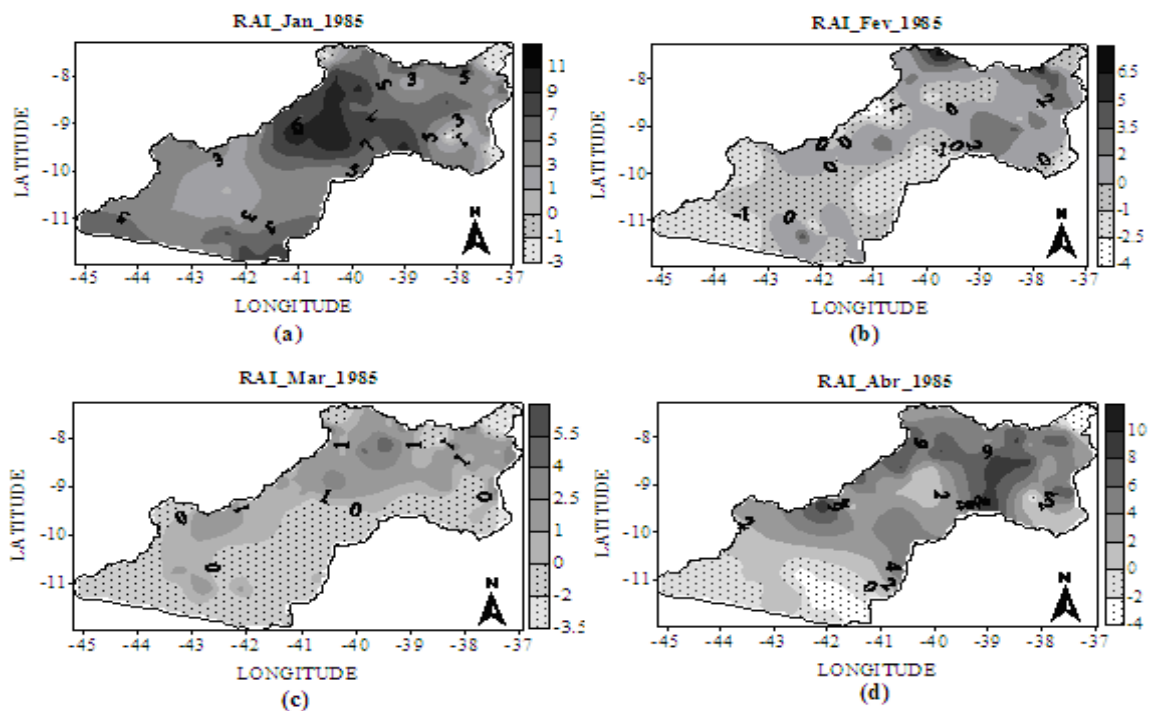 RAI_Jan_1985
LATITUDE
-8
-9
-10
-11
-45 -44 -43 -42 -41 -40 -39 -38 -37
LONGITUDE
N
11
9
7
5
3
1
0
-1
-3
(a)
RAI_Fev_1985
LATITUDE
-8
-9
-10
-11
-45 -44 -43 -42 -41 -40 -39 -38 -37
LONGITUDE
N
6.5
5
3.5
2
0
-1
-2.5
-4
(b)
RAI_Mar_1985
LATITUDE
-8
-9
-10
-11
-45 -44 -43 -42 -41 -40 -39 -38 -37
LONGITUDE
N
5.5
4
2.5
1
0
-2
-3.5
(c)
RAI_Abr_1985
LATITUDE
-8
-9
-10
-11
-45 -44 -43 -42 -41 -40 -39 -38 -37
LONGITUDE
N
10
8
6
4
2
0
-2
-4
(d)